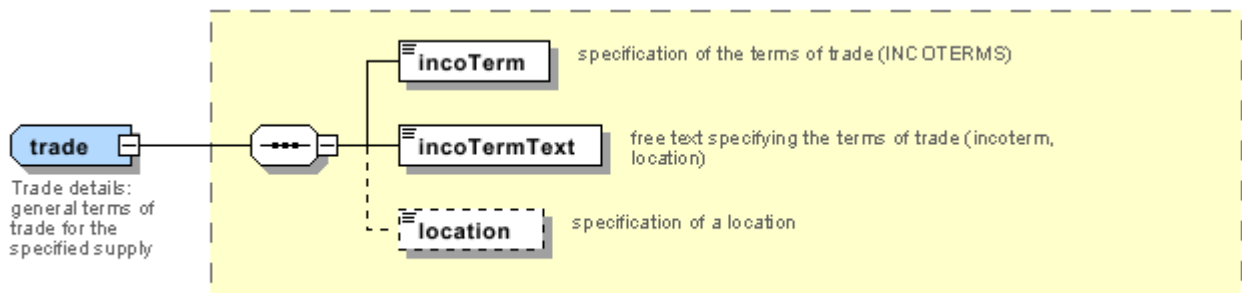 incoTerm
specification of the terms of trade (INCOTERMS)
trade
incoTermText
free text specifying the terms of trade (incoterm,
location)
Trade details:
general terms of
trade for the
specified supply
location
specification of a location